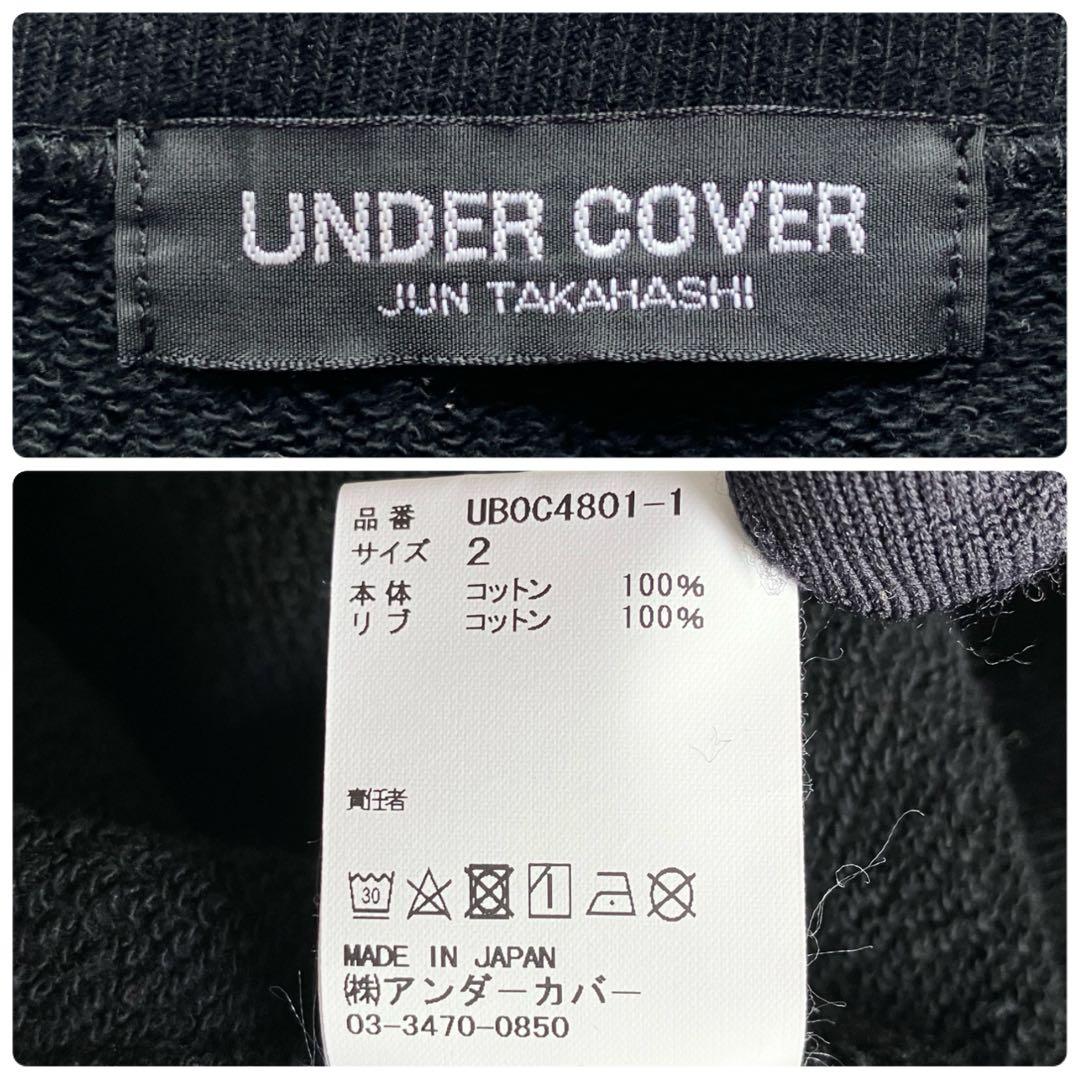 UNDER COVER
JUN TAKAHASHI
品番 UB0C4801-1
サイズ 2
本体 コットン 100%
リブ コットン 100%
責任者
30
MADE IN JAPAN
㈱アンダーカバー
03-3470-0850